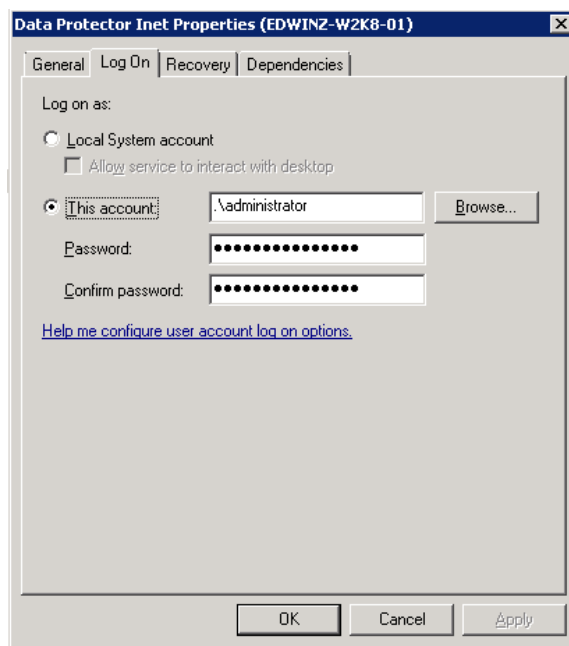 Data Protector Inet Properties (EDWINZ-W2K8-01)
General Log On Recovery Dependencies
Log on as:
Local System account
Allow service to interact with desktop
This account: .\administrator Browse...
Password: •••••••••••••••
Confirm password: •••••••••••••••
Help me configure user account log on options.
OK Cancel Apply